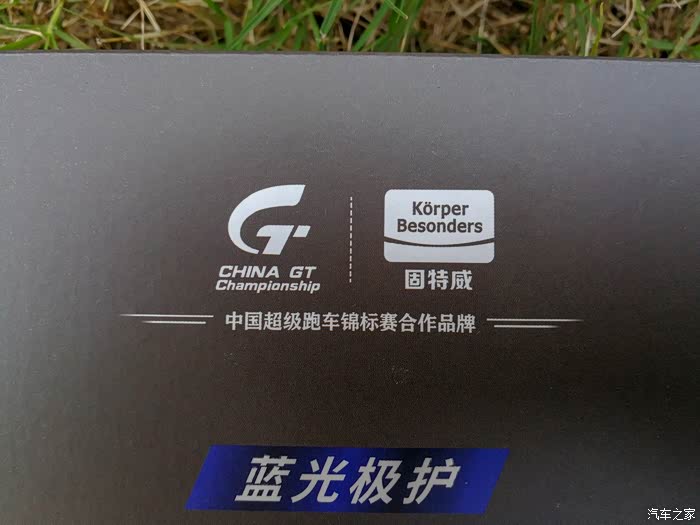 CHINA GT
Championship
Körper
Besonders
固特威
中国超级跑车锦标赛合作品牌
蓝光极护
汽车之家